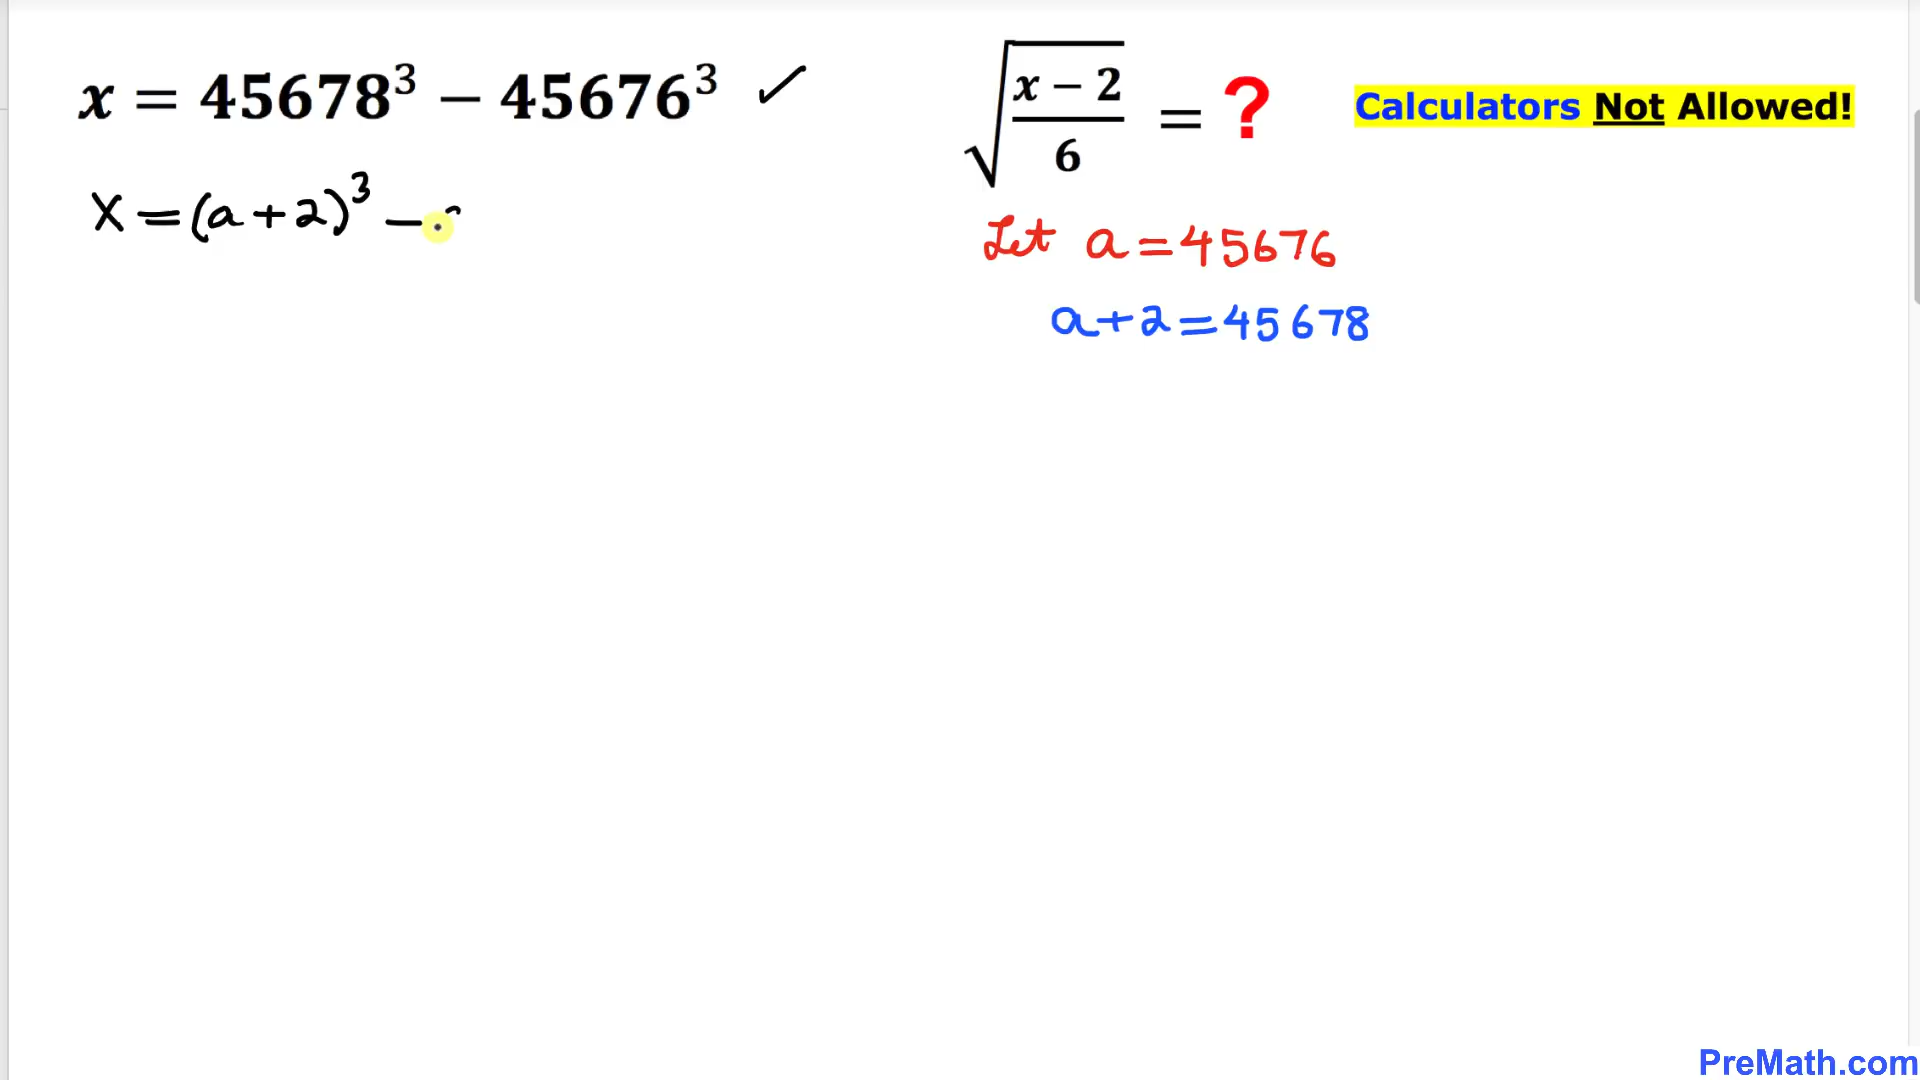 x = 45678³ − 45676³ ✓
√((x − 2)/6) = ?
Calculators Not Allowed!
X = (a + 2)³ −
Let a = 45676
a + 2 = 45678
PreMath.com